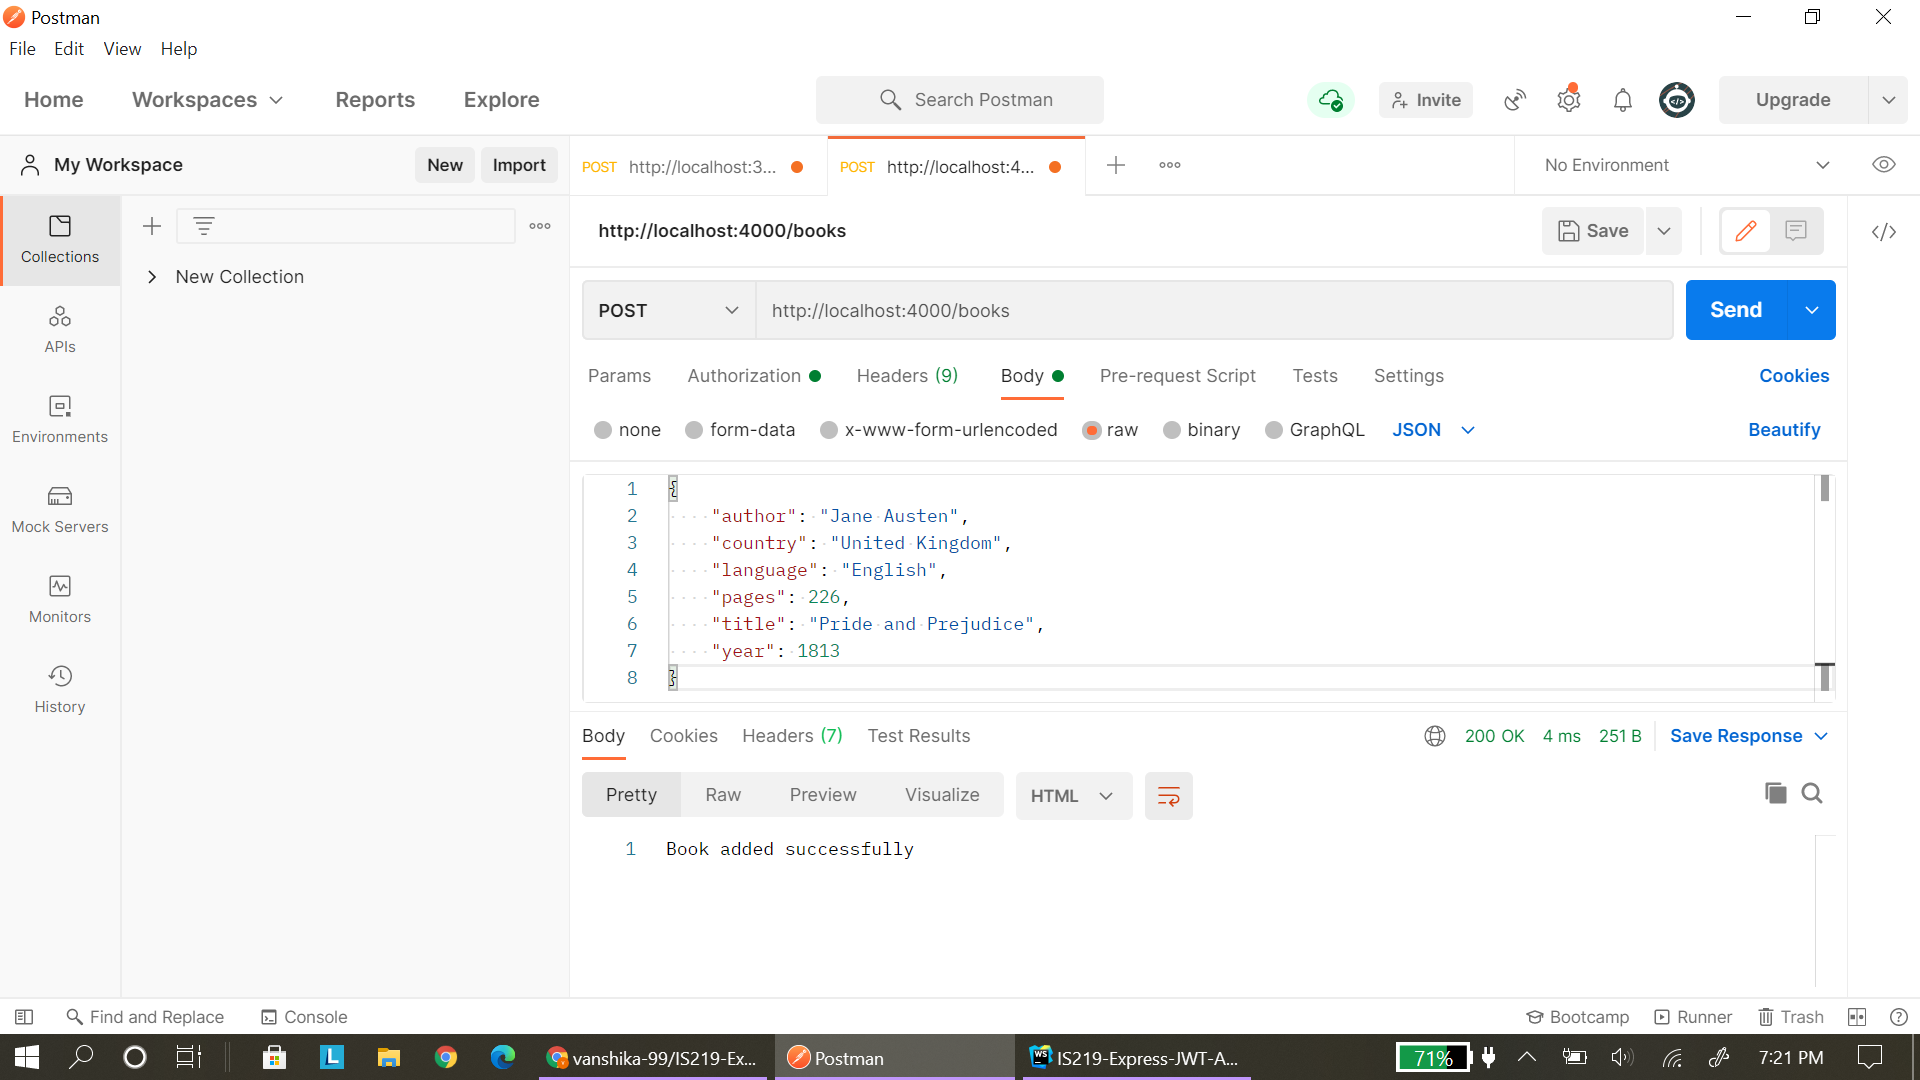 Postman
File Edit View Help
Home Workspaces Reports Explore Search Postman Invite Upgrade
My Workspace New Import POST http://localhost:3... POST http://localhost:4... No Environment
http://localhost:4000/books Save
Collections
New Collection
POST http://localhost:4000/books Send
APIs
Params Authorization Headers (9) Body Pre-request Script Tests Settings Cookies
Environments
none form-data x-www-form-urlencoded raw binary GraphQL JSON Beautify
1 {
2 "author": "Jane Austen",
3 "country": "United Kingdom",
4 "language": "English",
5 "pages": 226,
6 "title": "Pride and Prejudice",
7 "year": 1813
8 }
Mock Servers
Monitors
History
Body Cookies Headers (7) Test Results 200 OK 4 ms 251 B Save Response
Pretty Raw Preview Visualize HTML
1 Book added successfully
Find and Replace Console Bootcamp Runner Trash
L vanshika-99/IS219-Ex... Postman WS IS219-Express-JWT-A... 71% 7:21 PM